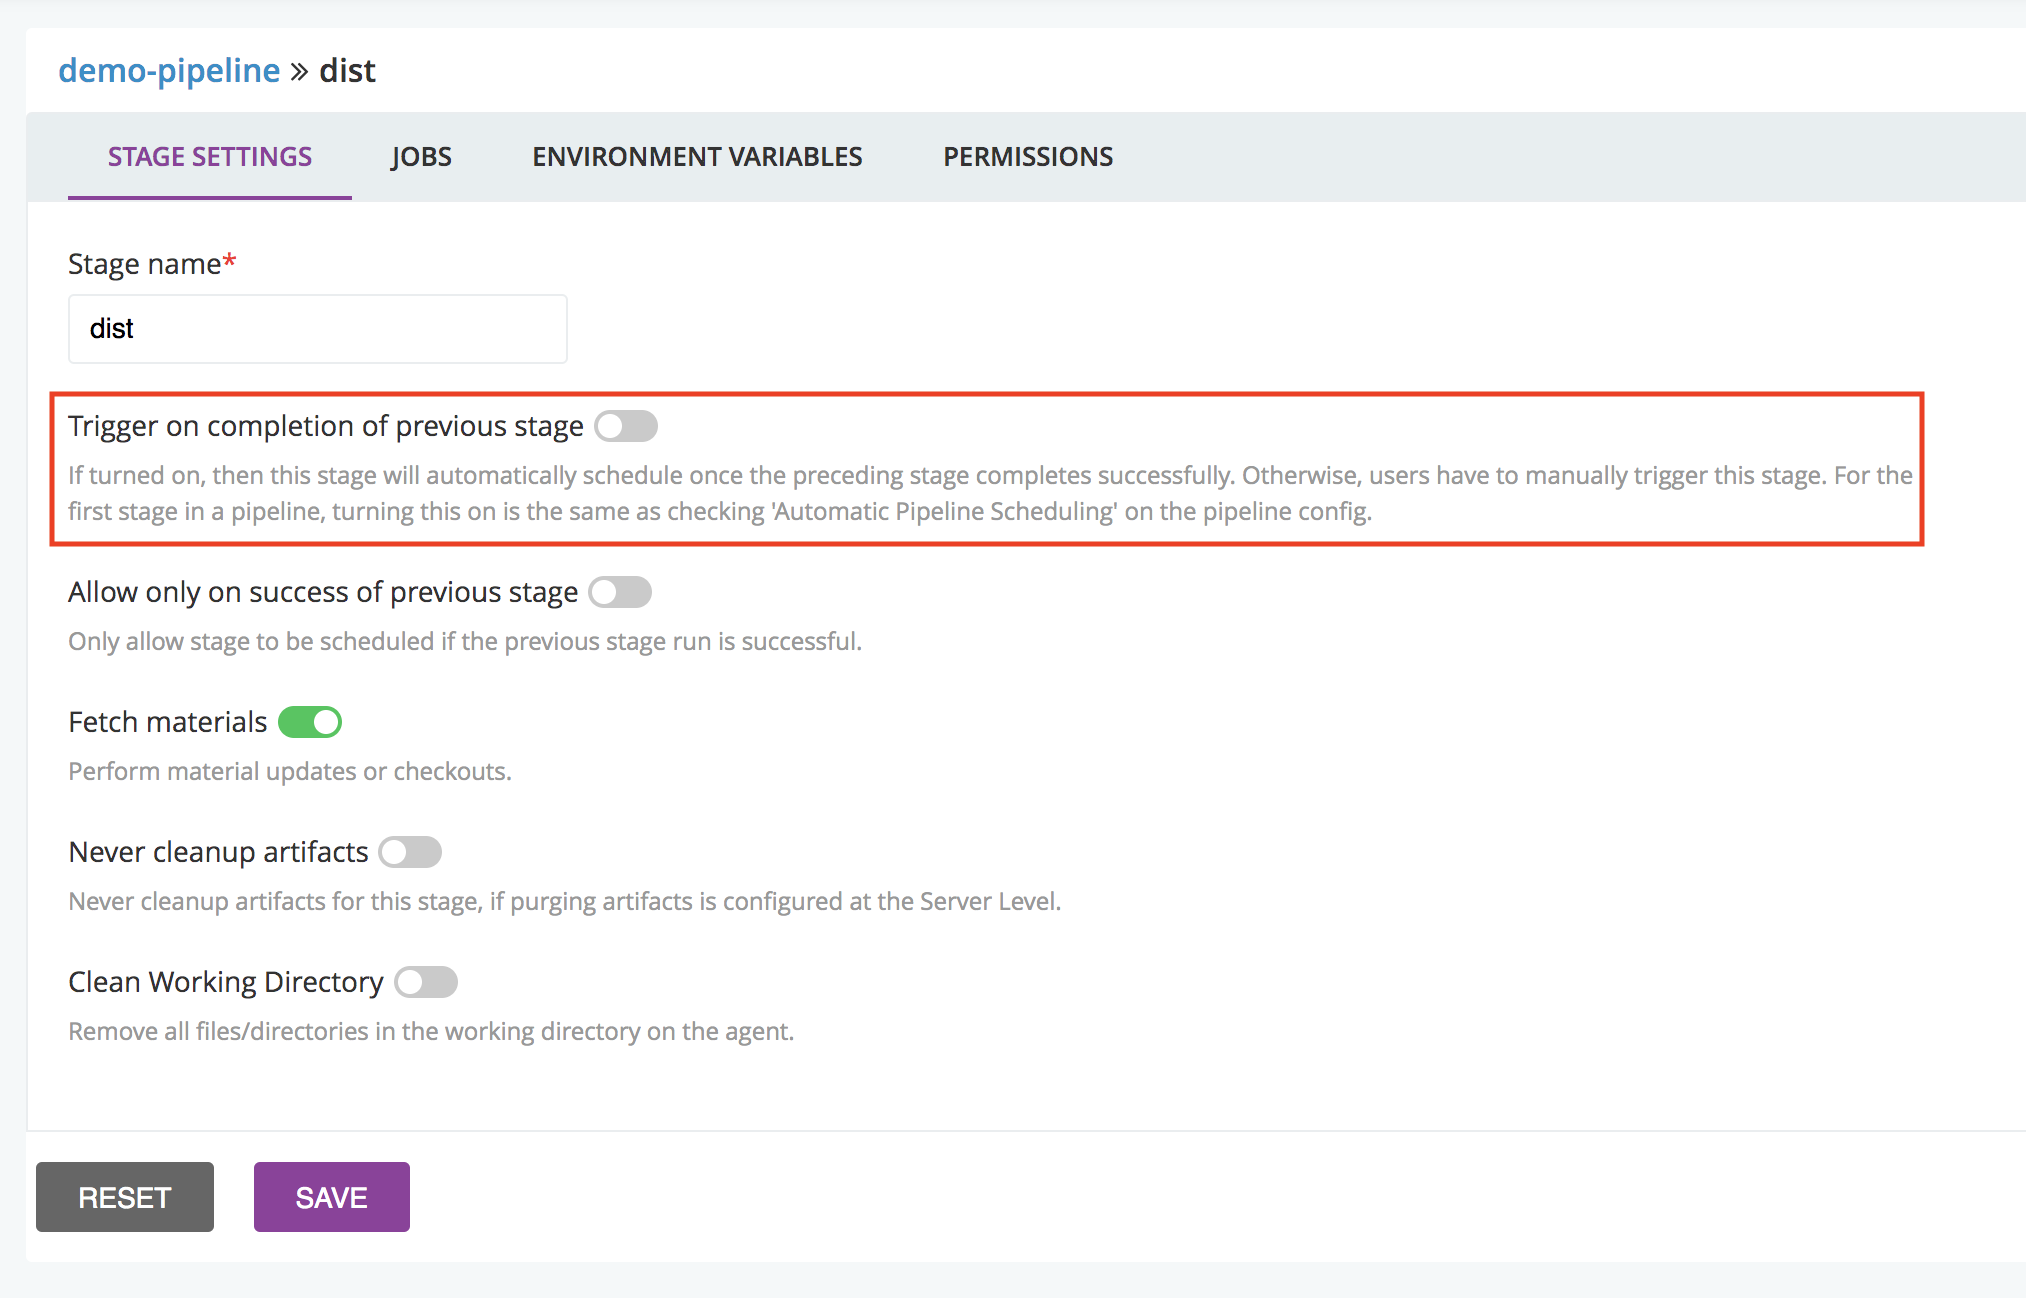 demo-pipeline » dist
STAGE SETTINGS JOBS ENVIRONMENT VARIABLES PERMISSIONS
Stage name*
dist
Trigger on completion of previous stage
If turned on, then this stage will automatically schedule once the preceding stage completes successfully. Otherwise, users have to manually trigger this stage. For the
first stage in a pipeline, turning this on is the same as checking 'Automatic Pipeline Scheduling' on the pipeline config.
Allow only on success of previous stage
Only allow stage to be scheduled if the previous stage run is successful.
Fetch materials
Perform material updates or checkouts.
Never cleanup artifacts
Never cleanup artifacts for this stage, if purging artifacts is configured at the Server Level.
Clean Working Directory
Remove all files/directories in the working directory on the agent.
RESET SAVE